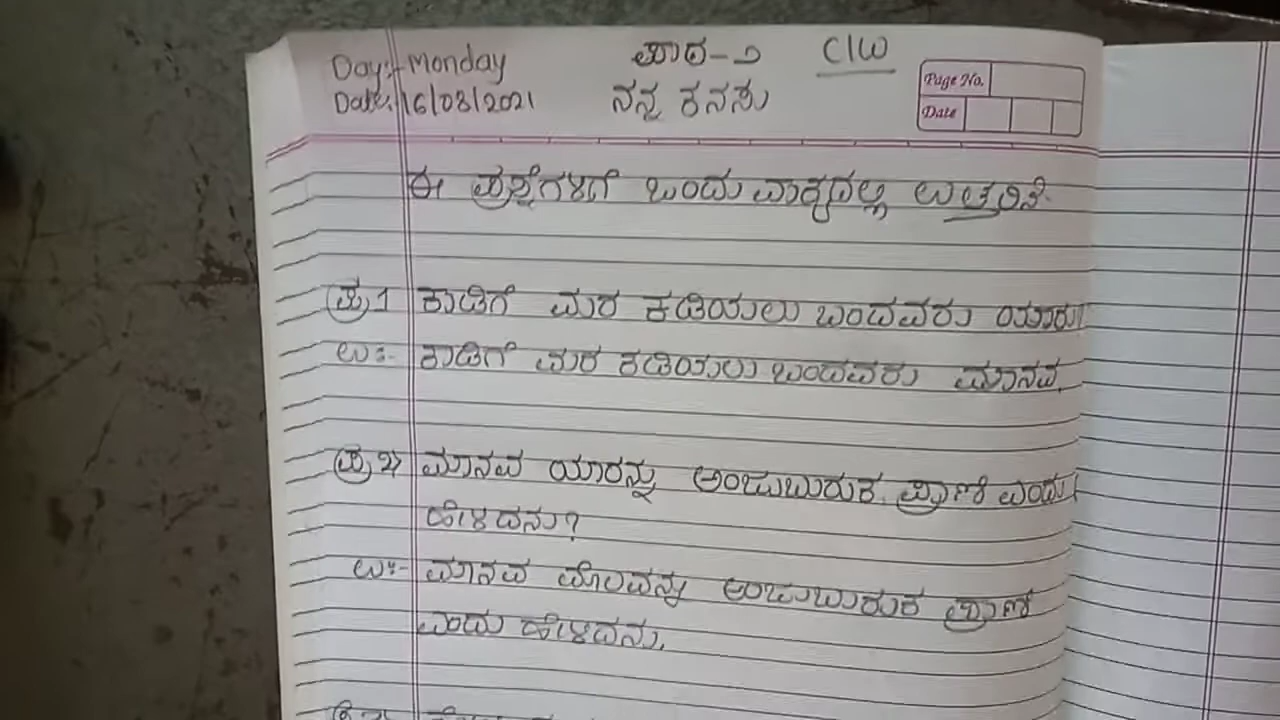 Day:- Monday
ಪಾಠ-೨
C/W
Date:- 16/08/2021
ನನ್ನ ಕನಸು
Page No.
Date
ಈ ಪ್ರಶ್ನೆಗಳಿಗೆ ಒಂದು ವಾಕ್ಯದಲ್ಲಿ ಉತ್ತರಿಸಿ.
ಪ್ರ 1 ಕಾಡಿಗೆ ಮರ ಕಡಿಯಲು ಬಂದವರು ಯಾರು
ಉ:- ಕಾಡಿಗೆ ಮರ ಕಡಿಯಲು ಬಂದವರು ಮಾನವ.
ಪ್ರ 2> ಮಾನವ ಯಾರನ್ನು ಅಂಜುಬುರುಕ ಪ್ರಾಣಿ ಎಂದು
ಹೇಳಿದನು?
ಉ:- ಮಾನವ ಮೊಲವನ್ನು ಅಂಜುಬುರುಕ ಪ್ರಾಣಿ
ಎಂದು ಹೇಳಿದನು.